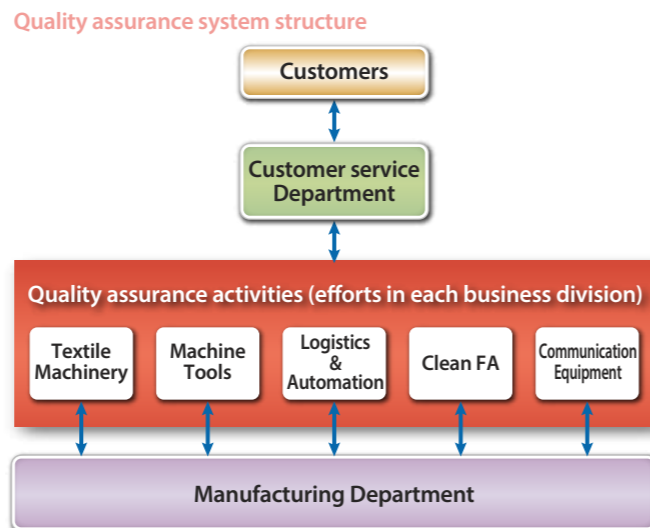 Quality assurance system structure
Customers
Customer service
Department
Quality assurance activities (efforts in each business division)
Textile
Machinery
Machine
Tools
Logistics
&
Automation
Clean FA
Communication
Equipment
Manufacturing Department